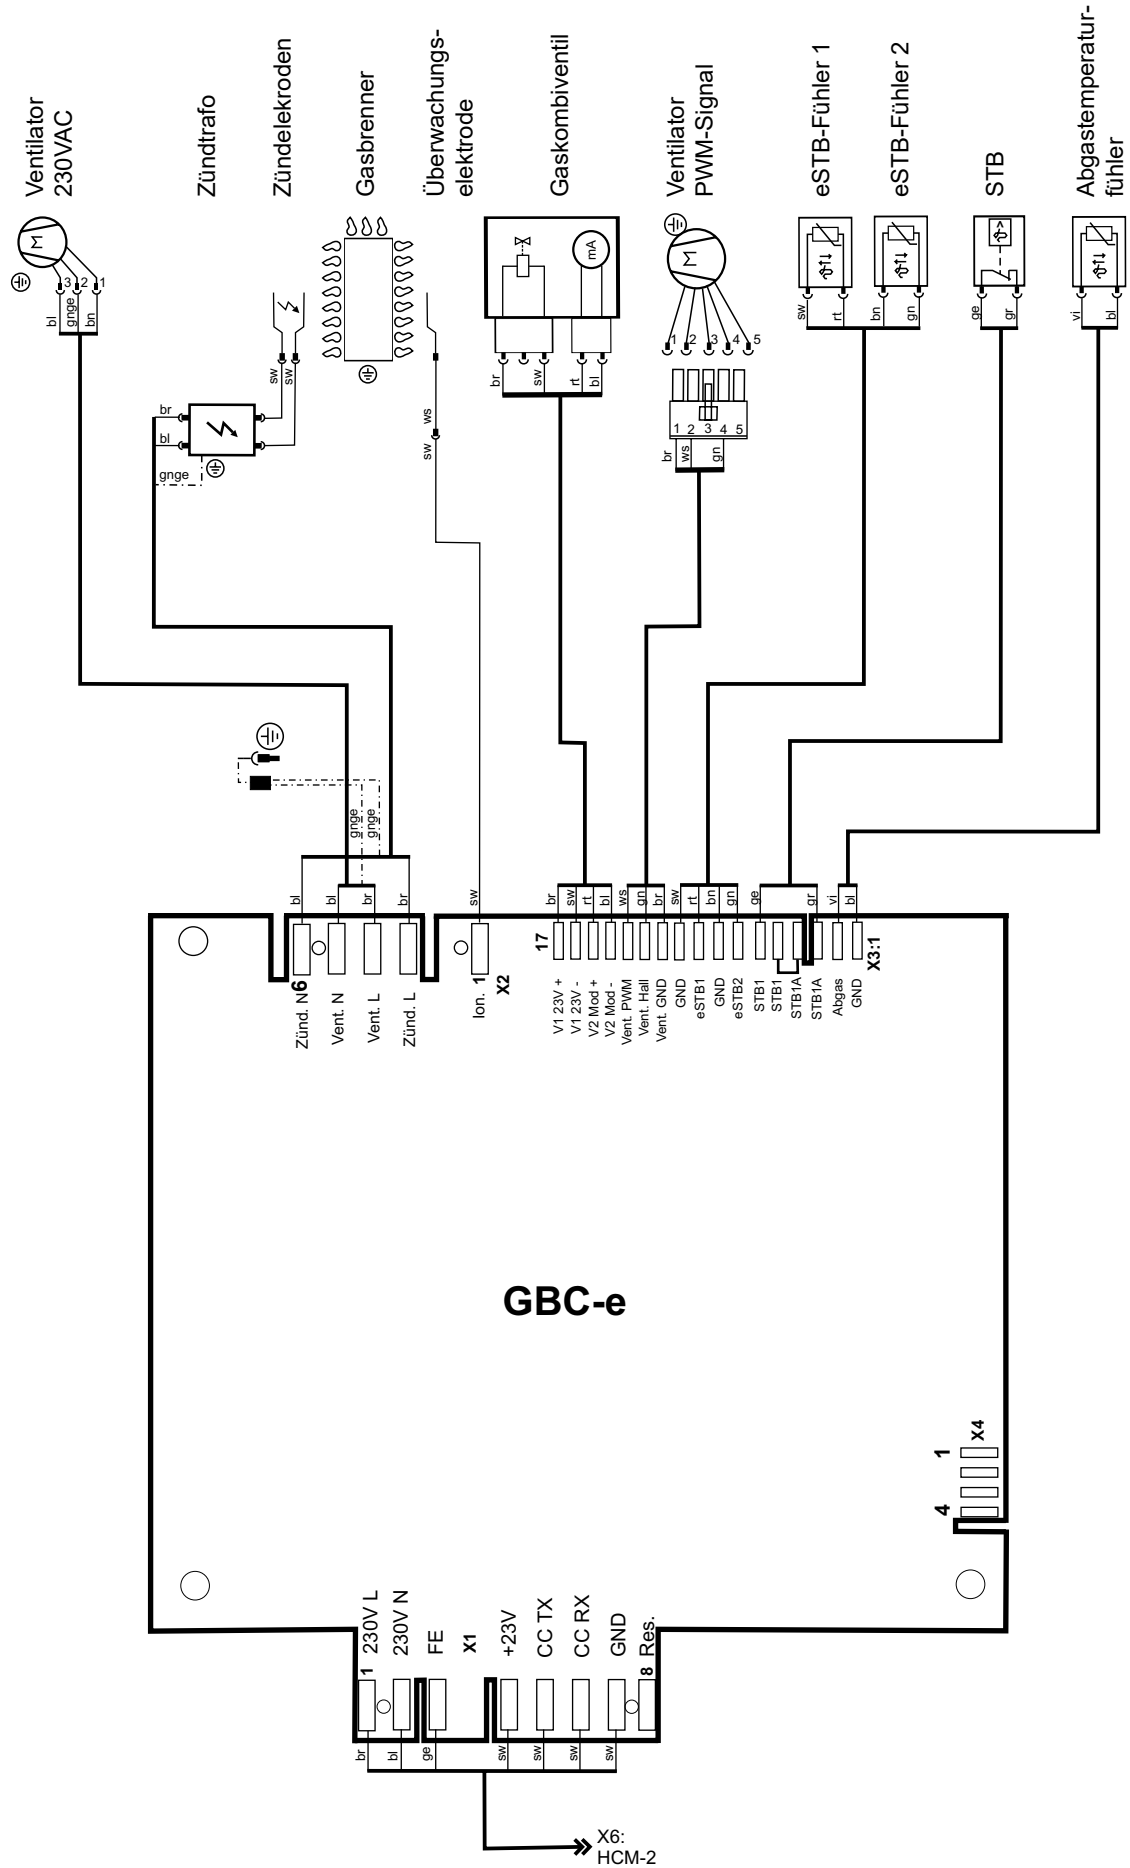 Ventilator
230VAC
Zündtrafo
Zündelekroden
Gasbrenner
Überwachungs-
elektrode
Gaskombiventil
Ventilator
PWM-Signal
eSTB-Fühler 1
eSTB-Fühler 2
STB
Abgastemperatur-
fühler
M
3
2
1
bl
gnge
bn
br
bl
gnge
sw
sw
ws
sw
mA
br
sw
rt
bl
M
1
2
3
4
5
1 2 3 4 5
br
ws
gn
sw
rt
bn
gn
ge
gr
vi
bl
gnge
gnge
bl
bl
br
br
sw
br
sw
rt
bl
ws
gn
br
sw
rt
bn
gn
ge
gr
vi
bl
6
Zünd. N
Vent. N
Vent. L
Zünd. L
Ion. 1
X2
17
V1 23V +
V1 23V -
V2 Mod +
V2 Mod -
Vent. PWM
Vent. Hall
Vent. GND
GND
eSTB1
GND
eSTB2
STB1
STB1
STB1A
STB1A
Abgas
GND
X3:1
GBC-e
1
4
X4
1 230V L
230V N
FE
X1
+23V
CC TX
CC RX
GND
8 Res.
br
bl
ge
sw
sw
sw
sw
X6:
HCM-2